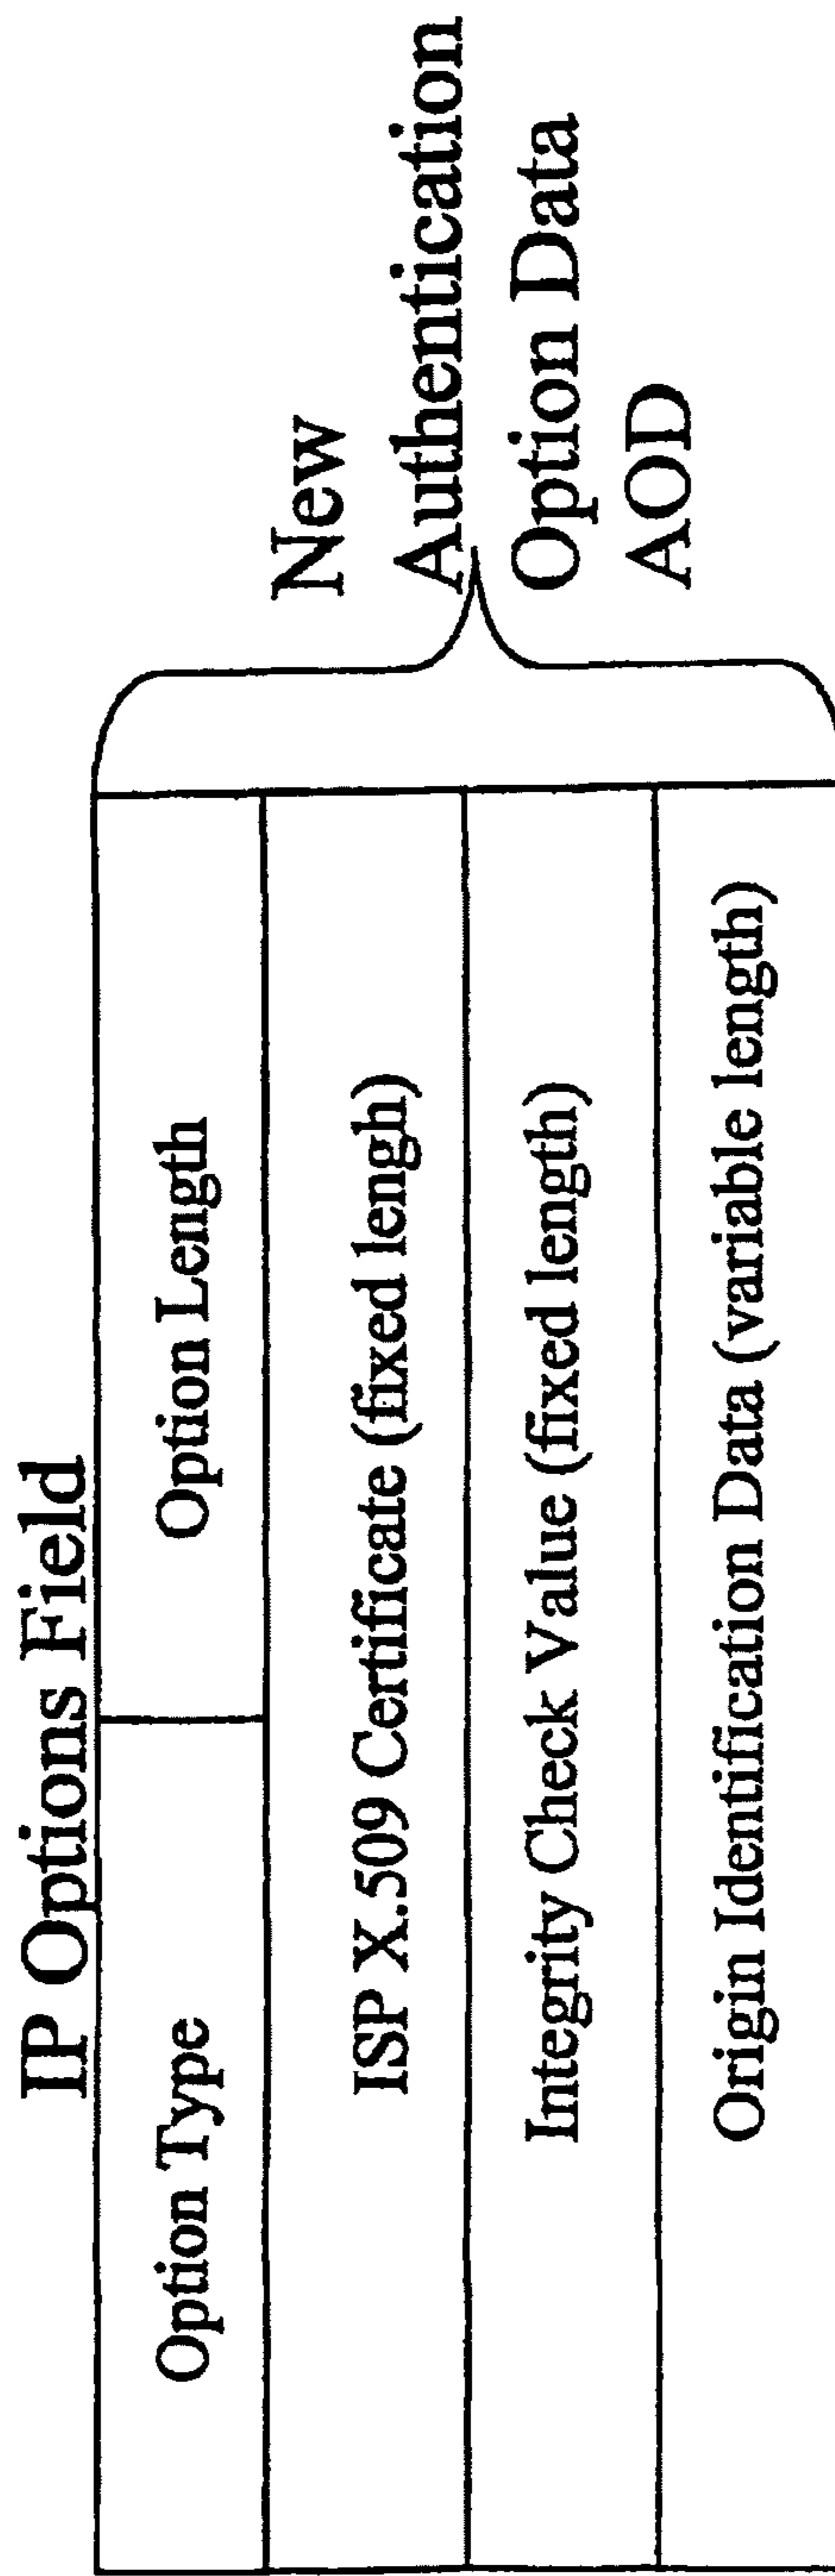 IP Options Field
Option Type
Option Length
ISP X.509 Certificate (fixed lengh)
Integrity Check Value (fixed length)
Origin Identification Data (variable length)
New
Authentication
Option Data
AOD